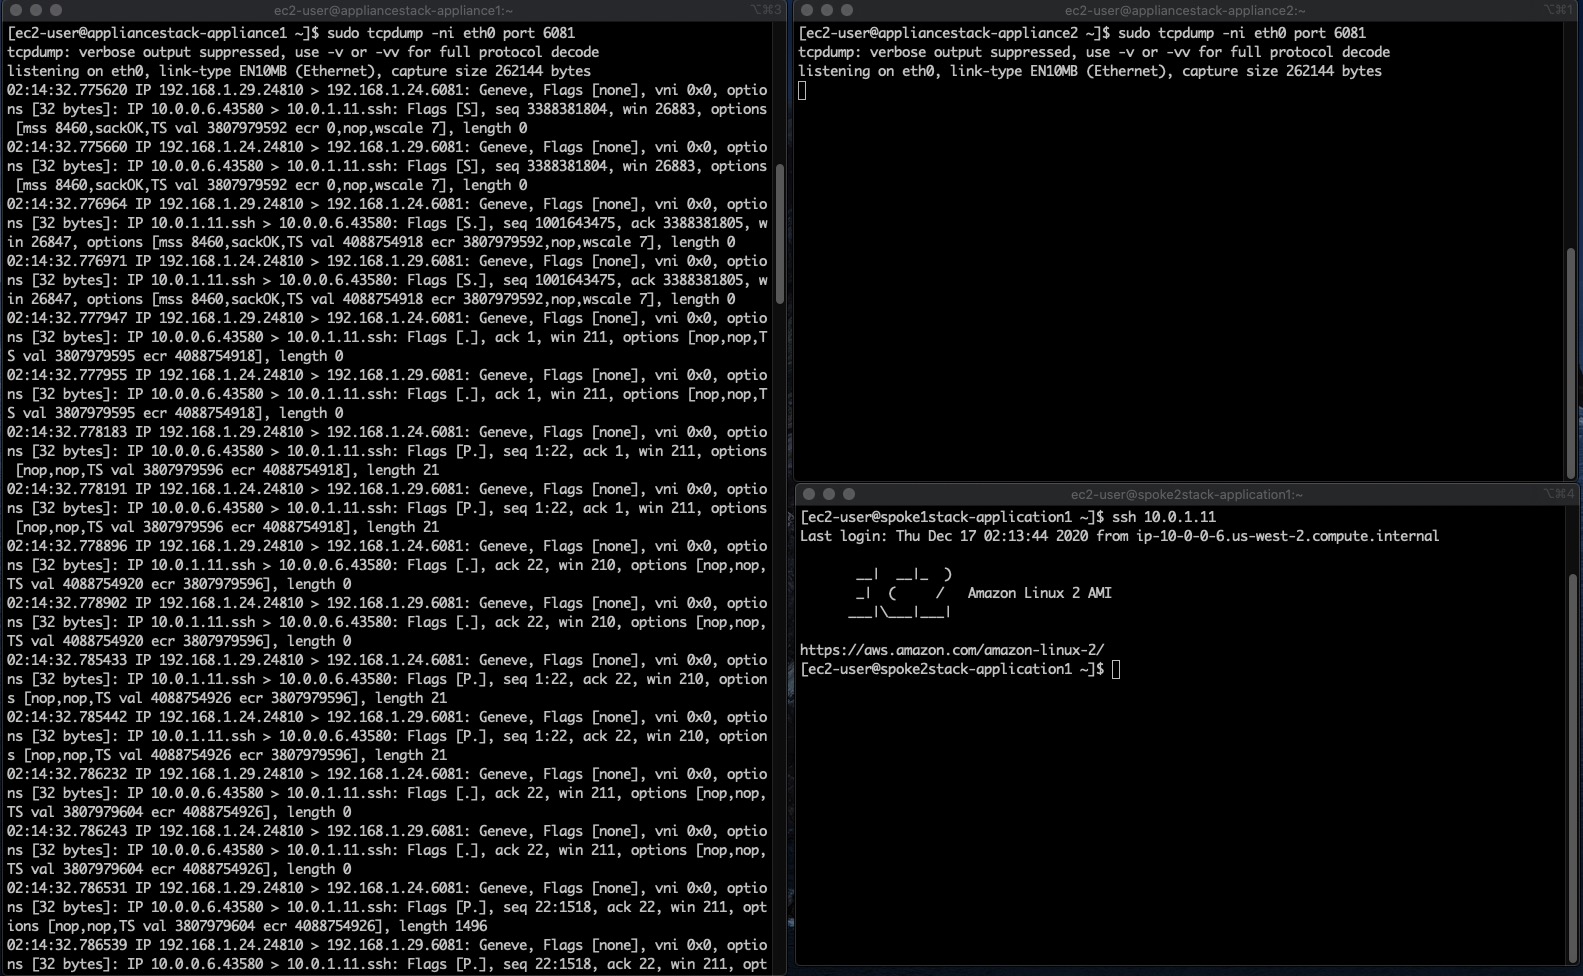 ec2-user@appliancestack-appliance1:~
⌥⌘3
[ec2-user@appliancestack-appliance1 ~]$ sudo tcpdump -ni eth0 port 6081
tcpdump: verbose output suppressed, use -v or -vv for full protocol decode
listening on eth0, link-type EN10MB (Ethernet), capture size 262144 bytes
02:14:32.775620 IP 192.168.1.29.24810 > 192.168.1.24.6081: Geneve, Flags [none], vni 0x0, optio
ns [32 bytes]: IP 10.0.0.6.43580 > 10.0.1.11.ssh: Flags [S], seq 3388381804, win 26883, options
[mss 8460,sackOK,TS val 3807979592 ecr 0,nop,wscale 7], length 0
02:14:32.775660 IP 192.168.1.24.24810 > 192.168.1.29.6081: Geneve, Flags [none], vni 0x0, optio
ns [32 bytes]: IP 10.0.0.6.43580 > 10.0.1.11.ssh: Flags [S], seq 3388381804, win 26883, options
[mss 8460,sackOK,TS val 3807979592 ecr 0,nop,wscale 7], length 0
02:14:32.776964 IP 192.168.1.29.24810 > 192.168.1.24.6081: Geneve, Flags [none], vni 0x0, optio
ns [32 bytes]: IP 10.0.1.11.ssh > 10.0.0.6.43580: Flags [S.], seq 1001643475, ack 3388381805, w
in 26847, options [mss 8460,sackOK,TS val 4088754918 ecr 3807979592,nop,wscale 7], length 0
02:14:32.776971 IP 192.168.1.24.24810 > 192.168.1.29.6081: Geneve, Flags [none], vni 0x0, optio
ns [32 bytes]: IP 10.0.1.11.ssh > 10.0.0.6.43580: Flags [S.], seq 1001643475, ack 3388381805, w
in 26847, options [mss 8460,sackOK,TS val 4088754918 ecr 3807979592,nop,wscale 7], length 0
02:14:32.777947 IP 192.168.1.29.24810 > 192.168.1.24.6081: Geneve, Flags [none], vni 0x0, optio
ns [32 bytes]: IP 10.0.0.6.43580 > 10.0.1.11.ssh: Flags [.], ack 1, win 211, options [nop,nop,T
S val 3807979595 ecr 4088754918], length 0
02:14:32.777955 IP 192.168.1.24.24810 > 192.168.1.29.6081: Geneve, Flags [none], vni 0x0, optio
ns [32 bytes]: IP 10.0.0.6.43580 > 10.0.1.11.ssh: Flags [.], ack 1, win 211, options [nop,nop,T
S val 3807979595 ecr 4088754918], length 0
02:14:32.778183 IP 192.168.1.29.24810 > 192.168.1.24.6081: Geneve, Flags [none], vni 0x0, optio
ns [32 bytes]: IP 10.0.0.6.43580 > 10.0.1.11.ssh: Flags [P.], seq 1:22, ack 1, win 211, options
[nop,nop,TS val 3807979596 ecr 4088754918], length 21
02:14:32.778191 IP 192.168.1.24.24810 > 192.168.1.29.6081: Geneve, Flags [none], vni 0x0, optio
ns [32 bytes]: IP 10.0.0.6.43580 > 10.0.1.11.ssh: Flags [P.], seq 1:22, ack 1, win 211, options
[nop,nop,TS val 3807979596 ecr 4088754918], length 21
02:14:32.778896 IP 192.168.1.29.24810 > 192.168.1.24.6081: Geneve, Flags [none], vni 0x0, optio
ns [32 bytes]: IP 10.0.1.11.ssh > 10.0.0.6.43580: Flags [.], ack 22, win 210, options [nop,nop,
TS val 4088754920 ecr 3807979596], length 0
02:14:32.778902 IP 192.168.1.24.24810 > 192.168.1.29.6081: Geneve, Flags [none], vni 0x0, optio
ns [32 bytes]: IP 10.0.1.11.ssh > 10.0.0.6.43580: Flags [.], ack 22, win 210, options [nop,nop,
TS val 4088754920 ecr 3807979596], length 0
02:14:32.785433 IP 192.168.1.29.24810 > 192.168.1.24.6081: Geneve, Flags [none], vni 0x0, optio
ns [32 bytes]: IP 10.0.1.11.ssh > 10.0.0.6.43580: Flags [P.], seq 1:22, ack 22, win 210, option
s [nop,nop,TS val 4088754926 ecr 3807979596], length 21
02:14:32.785442 IP 192.168.1.24.24810 > 192.168.1.29.6081: Geneve, Flags [none], vni 0x0, optio
ns [32 bytes]: IP 10.0.1.11.ssh > 10.0.0.6.43580: Flags [P.], seq 1:22, ack 22, win 210, option
s [nop,nop,TS val 4088754926 ecr 3807979596], length 21
02:14:32.786232 IP 192.168.1.29.24810 > 192.168.1.24.6081: Geneve, Flags [none], vni 0x0, optio
ns [32 bytes]: IP 10.0.0.6.43580 > 10.0.1.11.ssh: Flags [.], ack 22, win 211, options [nop,nop,
TS val 3807979604 ecr 4088754926], length 0
02:14:32.786243 IP 192.168.1.24.24810 > 192.168.1.29.6081: Geneve, Flags [none], vni 0x0, optio
ns [32 bytes]: IP 10.0.0.6.43580 > 10.0.1.11.ssh: Flags [.], ack 22, win 211, options [nop,nop,
TS val 3807979604 ecr 4088754926], length 0
02:14:32.786531 IP 192.168.1.29.24810 > 192.168.1.24.6081: Geneve, Flags [none], vni 0x0, optio
ns [32 bytes]: IP 10.0.0.6.43580 > 10.0.1.11.ssh: Flags [P.], seq 22:1518, ack 22, win 211, opt
ions [nop,nop,TS val 3807979604 ecr 4088754926], length 1496
02:14:32.786539 IP 192.168.1.24.24810 > 192.168.1.29.6081: Geneve, Flags [none], vni 0x0, optio
ns [32 bytes]: IP 10.0.0.6.43580 > 10.0.1.11.ssh: Flags [P.], seq 22:1518, ack 22, win 211, opt
ec2-user@appliancestack-appliance2:~
⌥⌘1
[ec2-user@appliancestack-appliance2 ~]$ sudo tcpdump -ni eth0 port 6081
tcpdump: verbose output suppressed, use -v or -vv for full protocol decode
listening on eth0, link-type EN10MB (Ethernet), capture size 262144 bytes
ec2-user@spoke2stack-application1:~
⌥⌘4
[ec2-user@spoke1stack-application1 ~]$ ssh 10.0.1.11
Last login: Thu Dec 17 02:13:44 2020 from ip-10-0-0-6.us-west-2.compute.internal
__|  __|_  )
_|  (     /   Amazon Linux 2 AMI
___|\___|___|
https://aws.amazon.com/amazon-linux-2/
[ec2-user@spoke2stack-application1 ~]$